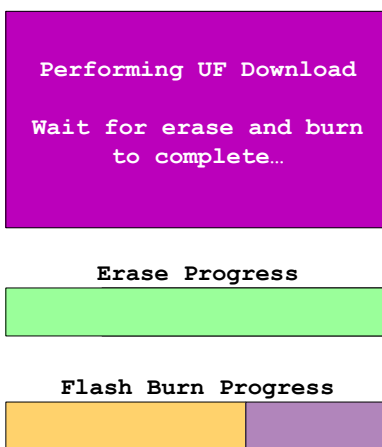 Performing UF Download
Wait for erase and burn
to complete…
Erase Progress
Flash Burn Progress